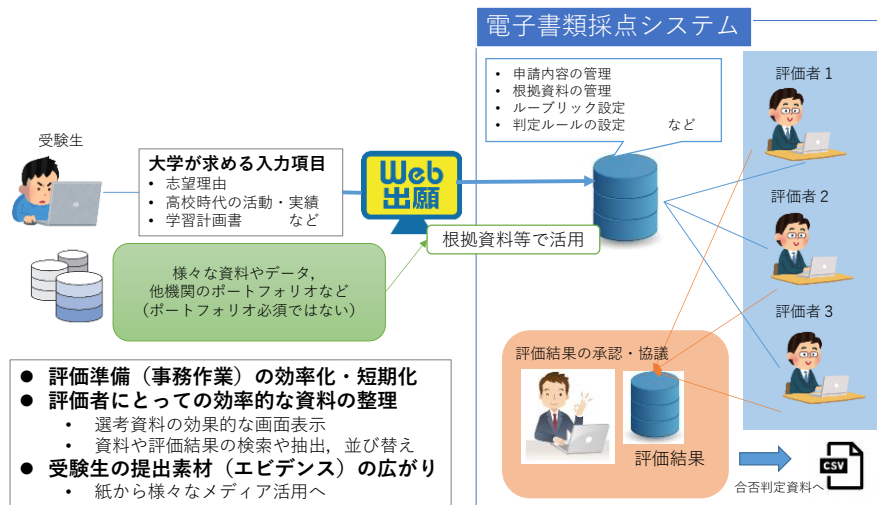 電子書類採点システム
• 申請内容の管理
• 根拠資料の管理
• ルーブリック設定
• 判定ルールの設定 など
評価者1
受験生
大学が求める入力項目
• 志望理由
• 高校時代の活動・実績
• 学習計画書 など
Web
出願
評価者2
根拠資料等で活用
様々な資料やデータ，
他機関のポートフォリオなど
（ポートフォリオ必須ではない）
評価者3
評価結果の承認・協議
評価結果
合否判定資料へ
CSV
● 評価準備（事務作業）の効率化・短期化
● 評価者にとっての効率的な資料の整理
• 選考資料の効果的な画面表示
• 資料や評価結果の検索や抽出，並び替え
● 受験生の提出素材（エビデンス）の広がり
• 紙から様々なメディア活用へ